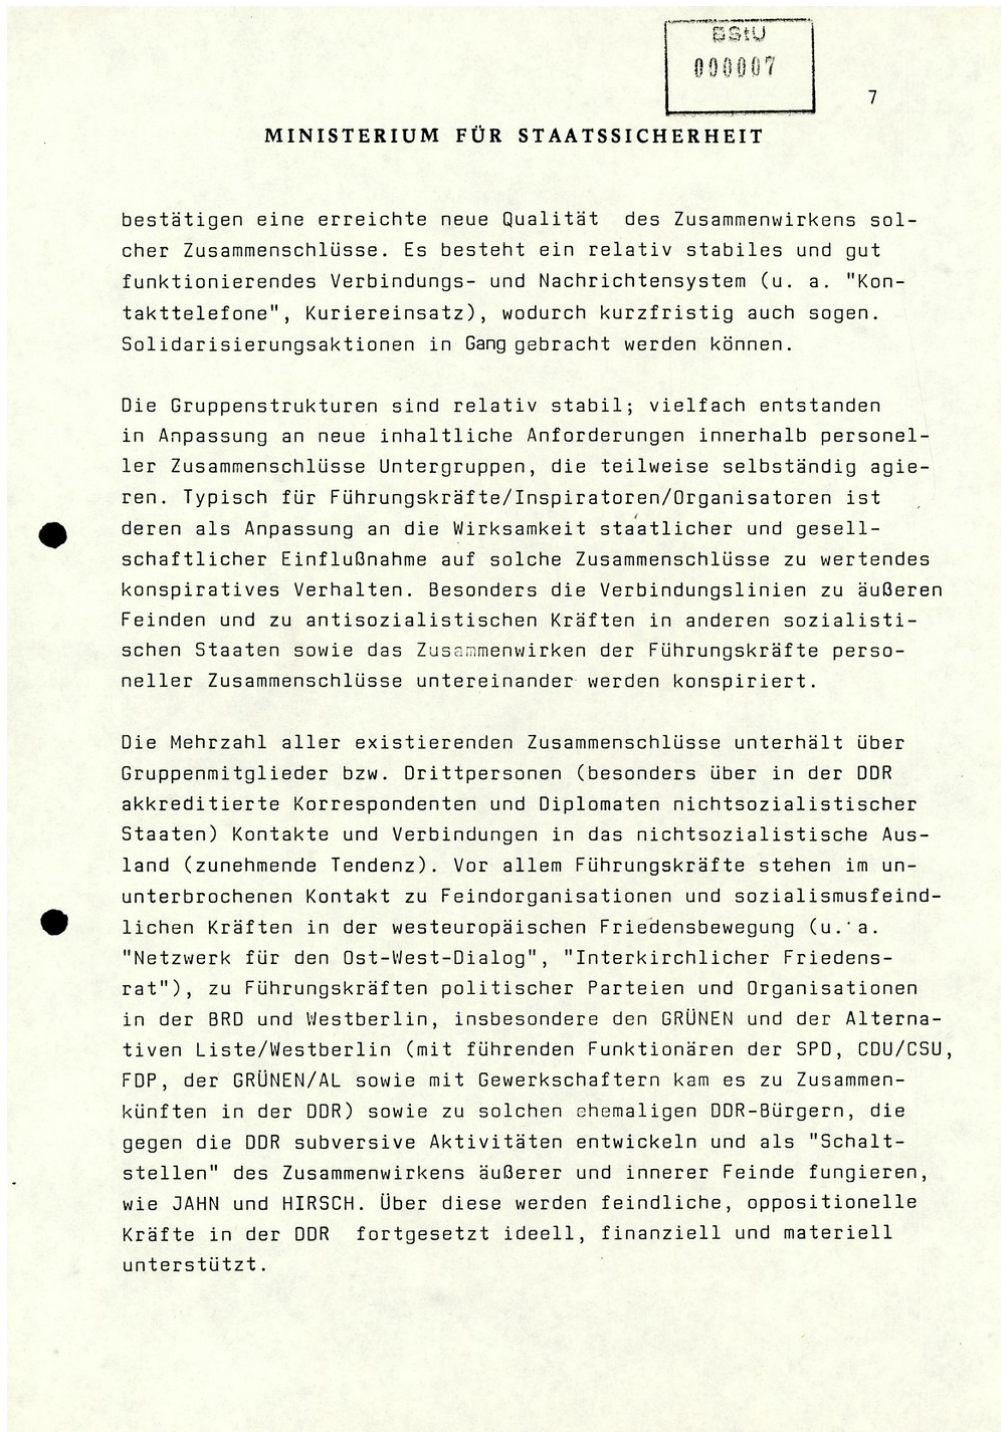 BStU
000007
7
MINISTERIUM FÜR STAATSSICHERHEIT
bestätigen eine erreichte neue Qualität des Zusammenwirkens sol-
cher Zusammenschlüsse. Es besteht ein relativ stabiles und gut
funktionierendes Verbindungs- und Nachrichtensystem (u. a. "Kon-
takttelefone", Kuriereinsatz), wodurch kurzfristig auch sogen.
Solidarisierungsaktionen in Gang gebracht werden können.
Die Gruppenstrukturen sind relativ stabil; vielfach entstanden
in Anpassung an neue inhaltliche Anforderungen innerhalb personel-
ler Zusammenschlüsse Untergruppen, die teilweise selbständig agie-
ren. Typisch für Führungskräfte/Inspiratoren/Organisatoren ist
deren als Anpassung an die Wirksamkeit staatlicher und gesell-
schaftlicher Einflußnahme auf solche Zusammenschlüsse zu wertendes
konspiratives Verhalten. Besonders die Verbindungslinien zu äußeren
Feinden und zu antisozialistischen Kräften in anderen sozialisti-
schen Staaten sowie das Zusammenwirken der Führungskräfte perso-
neller Zusammenschlüsse untereinander werden konspiriert.
Die Mehrzahl aller existierenden Zusammenschlüsse unterhält über
Gruppenmitglieder bzw. Drittpersonen (besonders über in der DDR
akkreditierte Korrespondenten und Diplomaten nichtsozialistischer
Staaten) Kontakte und Verbindungen in das nichtsozialistische Aus-
land (zunehmende Tendenz). Vor allem Führungskräfte stehen im un-
unterbrochenen Kontakt zu Feindorganisationen und sozialismusfeind-
lichen Kräften in der westeuropäischen Friedensbewegung (u. a.
"Netzwerk für den Ost-West-Dialog", "Interkirchlicher Friedens-
rat"), zu Führungskräften politischer Parteien und Organisationen
in der BRD und Westberlin, insbesondere den GRÜNEN und der Alterna-
tiven Liste/Westberlin (mit führenden Funktionären der SPD, CDU/CSU,
FDP, der GRÜNEN/AL sowie mit Gewerkschaftern kam es zu Zusammen-
künften in der DDR) sowie zu solchen ehemaligen DDR-Bürgern, die
gegen die DDR subversive Aktivitäten entwickeln und als "Schalt-
stellen" des Zusammenwirkens äußerer und innerer Feinde fungieren,
wie JAHN und HIRSCH. Über diese werden feindliche, oppositionelle
Kräfte in der DDR fortgesetzt ideell, finanziell und materiell
unterstützt.